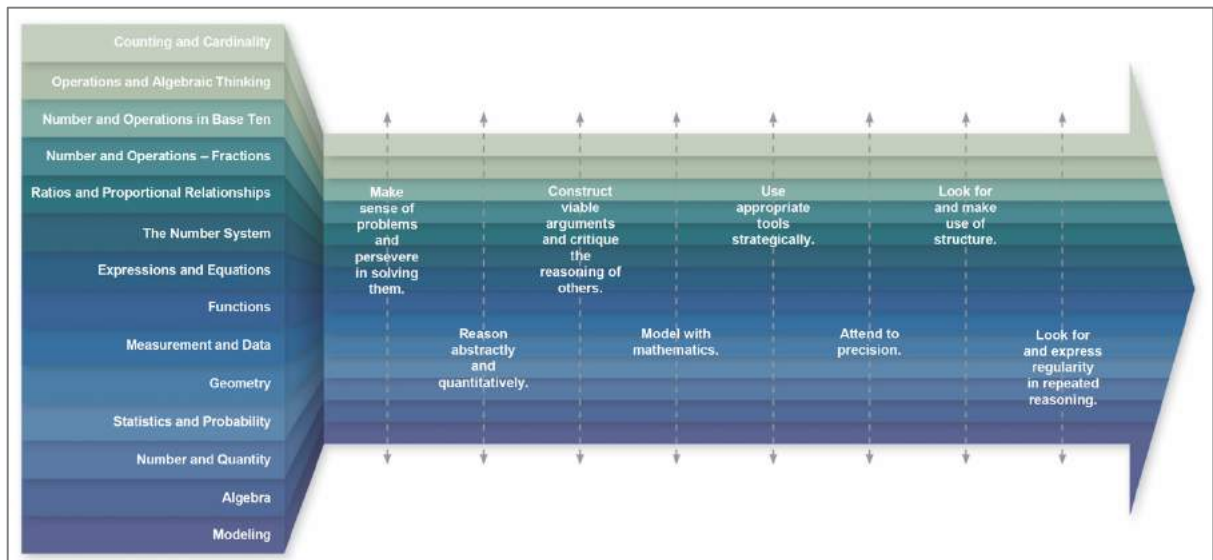 Counting and Cardinality
Operations and Algebraic Thinking
Number and Operations in Base Ten
Number and Operations – Fractions
Ratios and Proportional Relationships
The Number System
Expressions and Equations
Functions
Measurement and Data
Geometry
Statistics and Probability
Number and Quantity
Algebra
Modeling
Make
sense of
problems
and
persevere
in solving
them.
Reason
abstractly
and
quantitatively.
Construct
viable
arguments
and critique
the
reasoning of
others.
Model with
mathematics.
Use
appropriate
tools
strategically.
Attend to
precision.
Look for
and make
use of
structure.
Look for
and express
regularity
in repeated
reasoning.